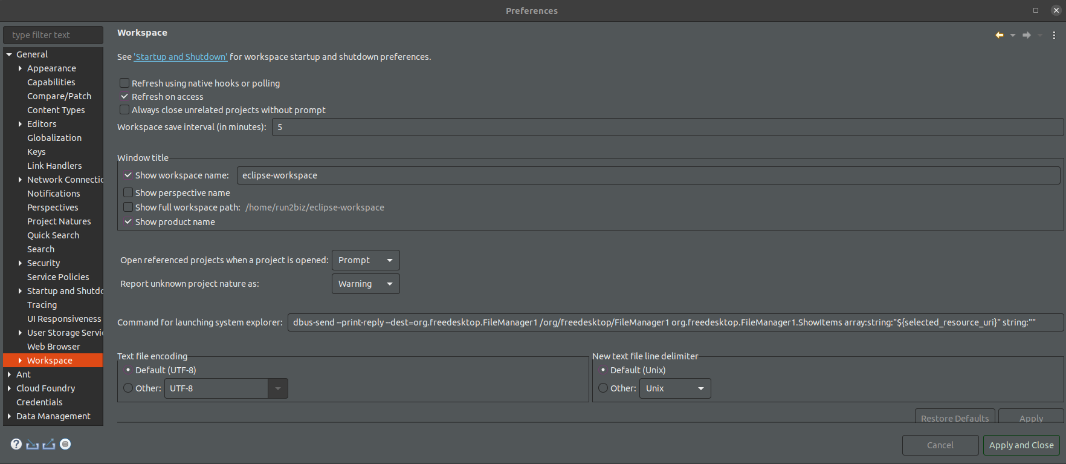 Preferences
type filter text
General
Appearance
Capabilities
Compare/Patch
Content Types
Editors
Globalization
Keys
Link Handlers
Network Connectio
Notifications
Perspectives
Project Natures
Quick Search
Search
Security
Service Policies
Startup and Shutdo
Tracing
UI Responsiveness
User Storage Servi
Web Browser
Workspace
Ant
Cloud Foundry
Credentials
Data Management
Workspace
See 'Startup and Shutdown' for workspace startup and shutdown preferences.
Refresh using native hooks or polling
Refresh on access
Always close unrelated projects without prompt
Workspace save interval (in minutes): 5
Window title
Show workspace name: eclipse-workspace
Show perspective name
Show full workspace path: /home/run2biz/eclipse-workspace
Show product name
Open referenced projects when a project is opened: Prompt
Report unknown project nature as: Warning
Command for launching system explorer: dbus-send --print-reply --dest=org.freedesktop.FileManager1 /org/freedesktop/FileManager1 org.freedesktop.FileManager1.ShowItems array:string:"${selected_resource_uri}" string:""
Text file encoding
Default (UTF-8)
Other: UTF-8
New text file line delimiter
Default (Unix)
Other: Unix
Restore Defaults Apply
Cancel Apply and Close